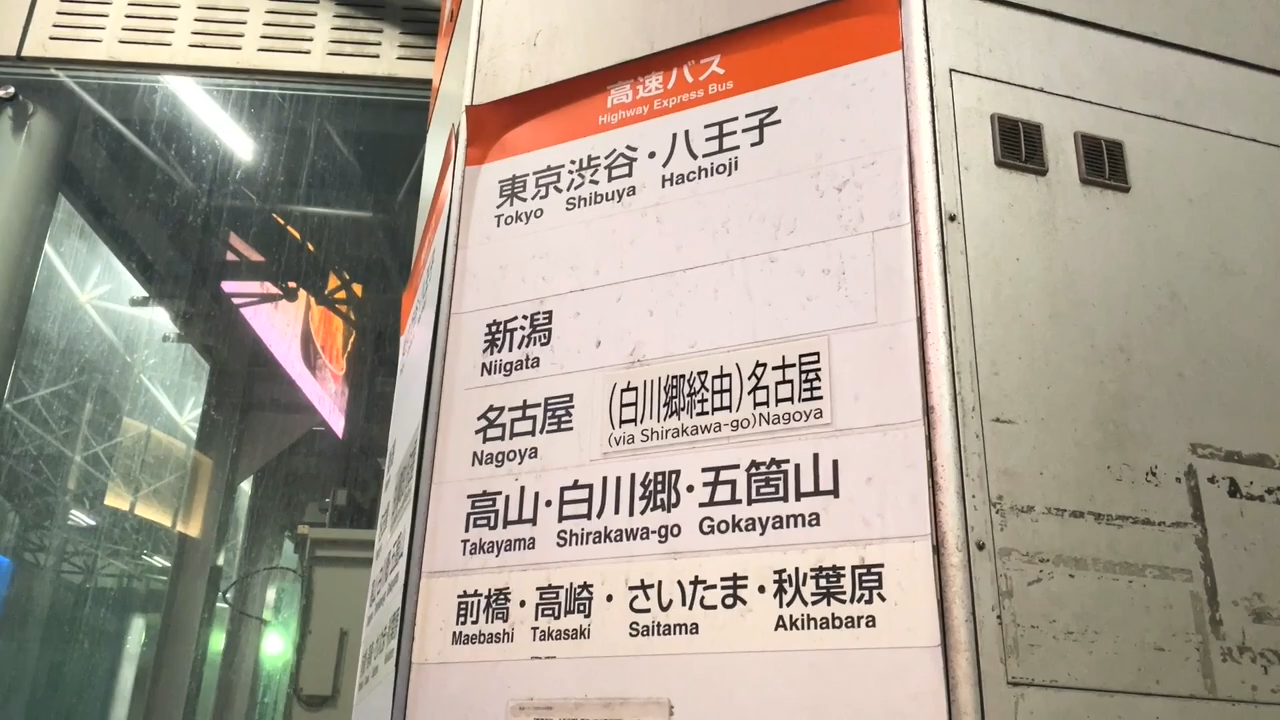 高速バス
Highway Express Bus
東京渋谷・八王子
Tokyo Shibuya Hachioji
新潟
Niigata
名古屋 (白川郷経由)名古屋
Nagoya (via Shirakawa-go)Nagoya
高山・白川郷・五箇山
Takayama Shirakawa-go Gokayama
前橋・高崎・さいたま・秋葉原
Maebashi Takasaki Saitama Akihabara